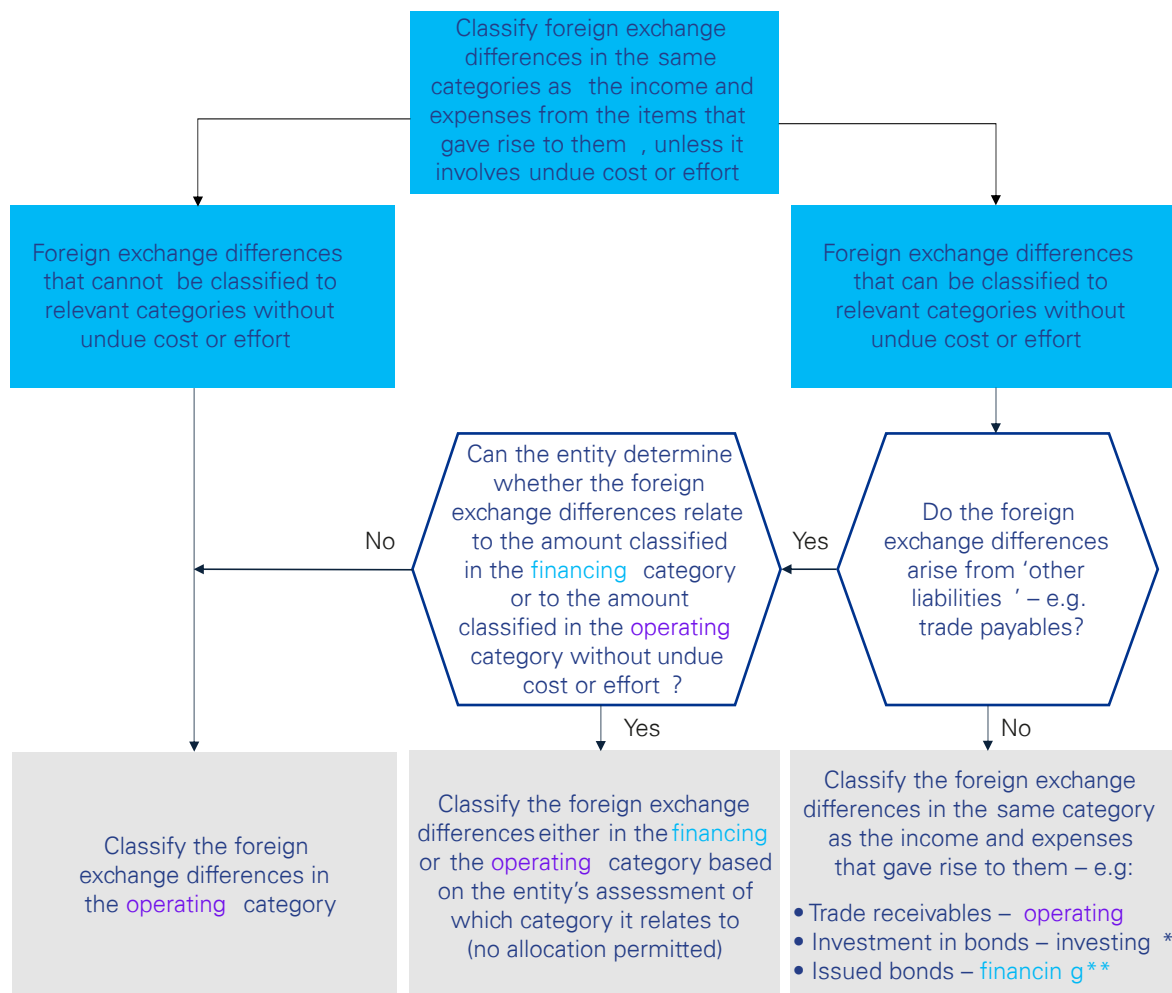 Classify foreign exchange
differences in the same
categories as the income and
expenses from the items that
gave rise to them , unless it
involves undue cost or effort
Foreign exchange differences
that cannot be classified to
relevant categories without
undue cost or effort
Foreign exchange differences
that can be classified to
relevant categories without
undue cost or effort
Can the entity determine
whether the foreign
exchange differences relate
to the amount classified
in the financing category
or to the amount
classified in the operating
category without undue
cost or effort ?
Do the foreign
exchange differences
arise from ‘other
liabilities ’ – e.g.
trade payables?
No
Yes
Yes
No
Classify the foreign
exchange differences in
the operating category
Classify the foreign exchange
differences either in the financing
or the operating category based
on the entity’s assessment of
which category it relates to
(no allocation permitted)
Classify the foreign exchange
differences in the same category
as the income and expenses
that gave rise to them – e.g:
• Trade receivables – operating
• Investment in bonds – investing *
• Issued bonds – financin g**